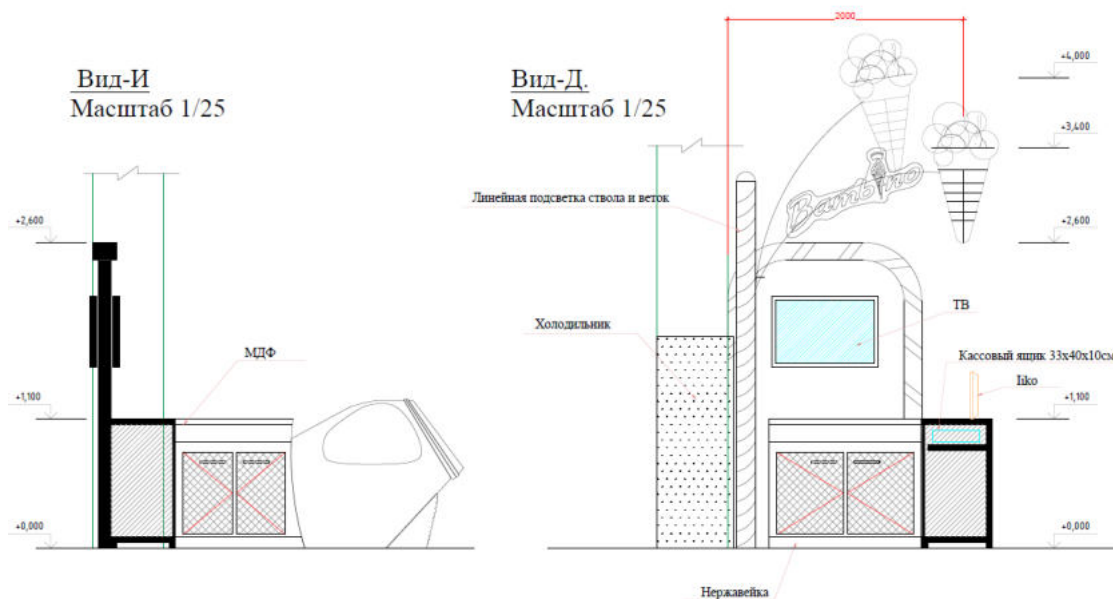 Вид-И
Масштаб 1/25
+2,600
МДФ
+1,100
+0,000
Вид-Д.
Масштаб 1/25
2000
+4,000
+3,400
Bambino
Линейная подсветка ствола и веток
+2,600
ТВ
Холодильник
Кассовый ящик 33x40x10см
Iiko
+1,100
+0,000
Нержавейка